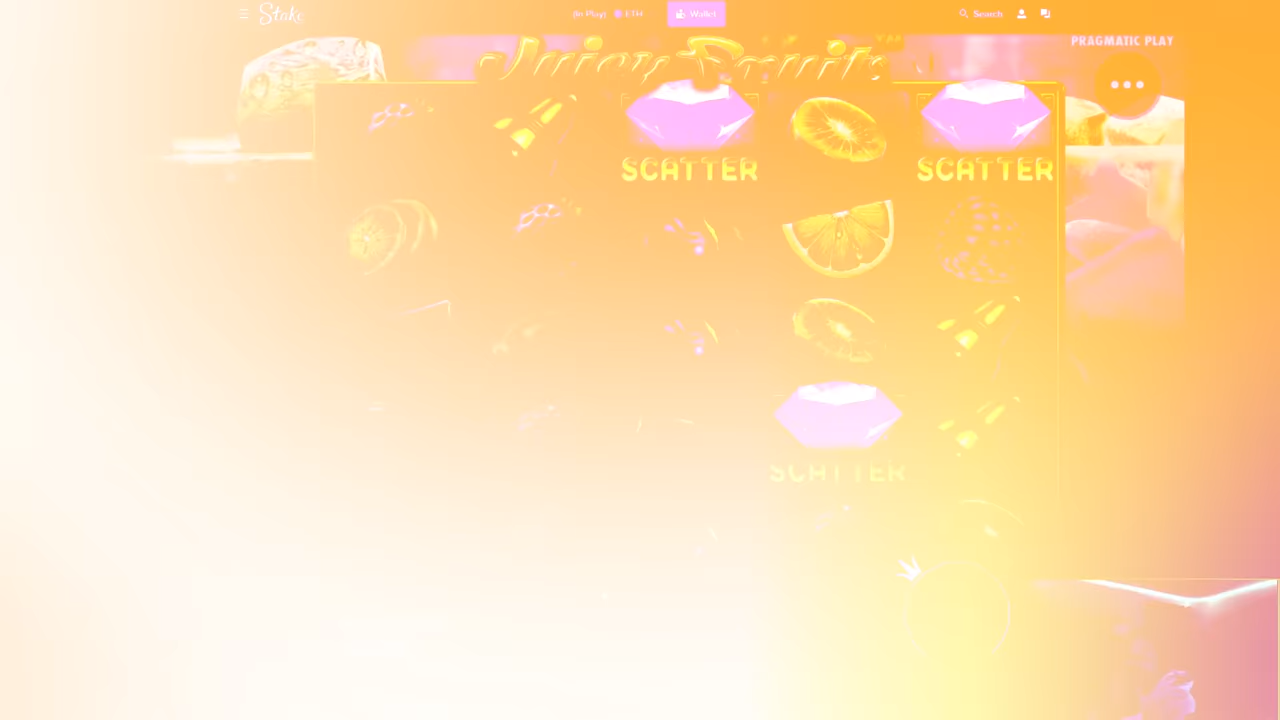 Stake
(In Play) ETH
Wallet
Search
PRAGMATIC PLAY
Juicy Fruits
SCATTER
SCATTER
SCATTER